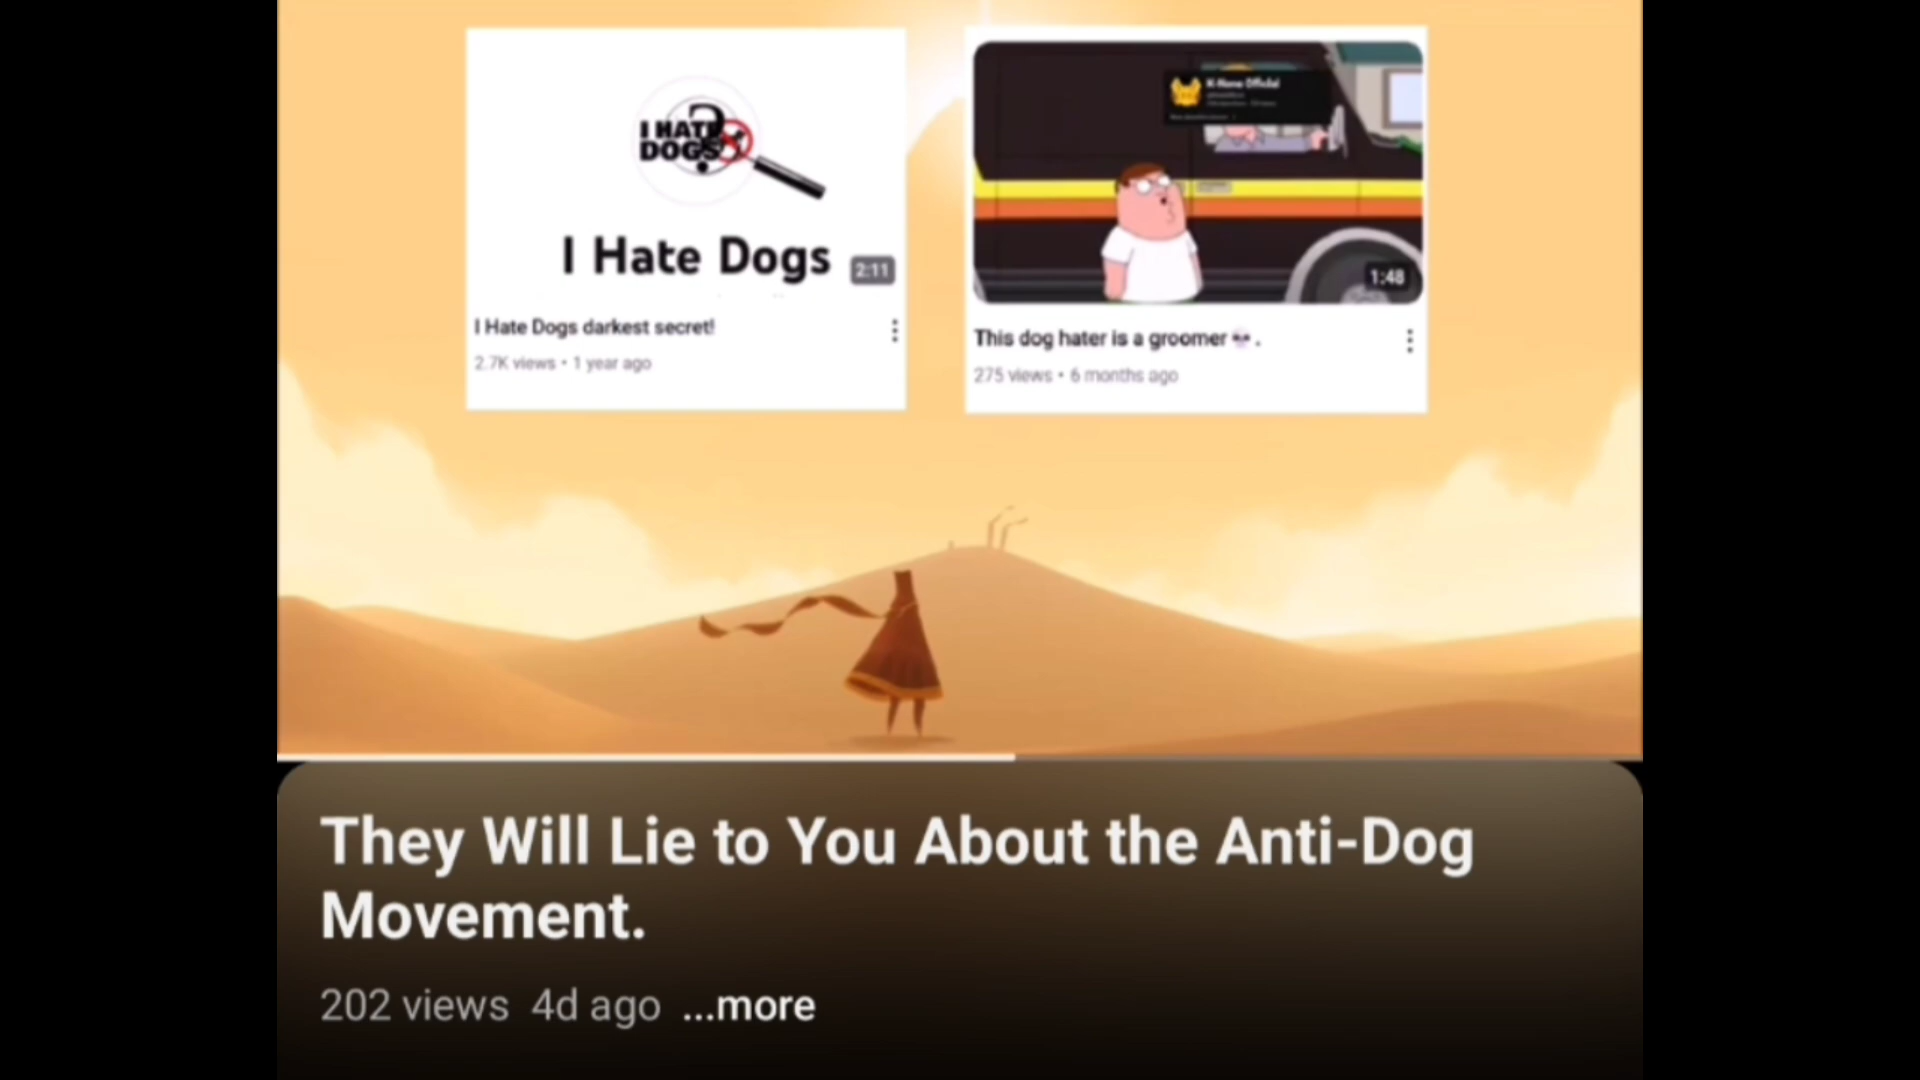 I HATE
DOGS
?
I Hate Dogs
2:11
I Hate Dogs darkest secret!
2.7K views • 1 year ago
1:48
This dog hater is a groomer 💀 .
275 views • 6 months ago
They Will Lie to You About the Anti-Dog
Movement.
202 views 4d ago ...more